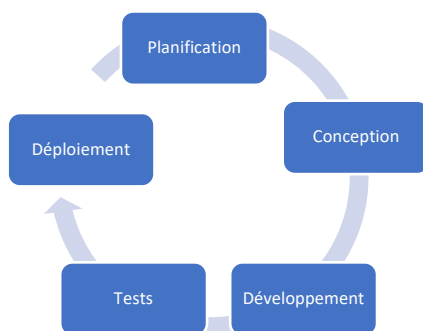 Planification
Conception
Développement
Tests
Déploiement